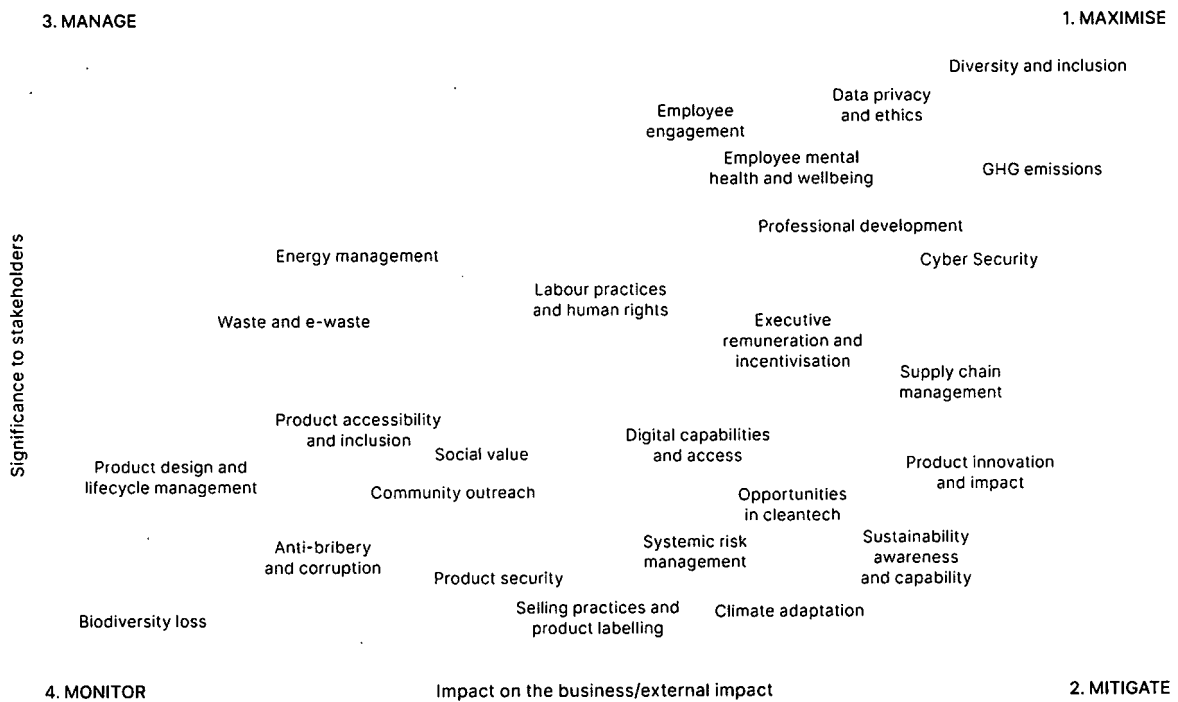 3. MANAGE
1. MAXIMISE
Diversity and inclusion
Data privacy
and ethics
Employee
engagement
Employee mental
health and wellbeing
GHG emissions
Professional development
Energy management
Cyber Security
Labour practices
and human rights
Waste and e-waste
Executive
remuneration and
incentivisation
Supply chain
management
Significance to stakeholders
Product accessibility
and inclusion
Social value
Digital capabilities
and access
Product design and
lifecycle management
Community outreach
Product innovation
and impact
Opportunities
in cleantech
Anti-bribery
and corruption
Product security
Systemic risk
management
Sustainability
awareness
and capability
Selling practices and
product labelling
Climate adaptation
Biodiversity loss
4. MONITOR
Impact on the business/external impact
2. MITIGATE